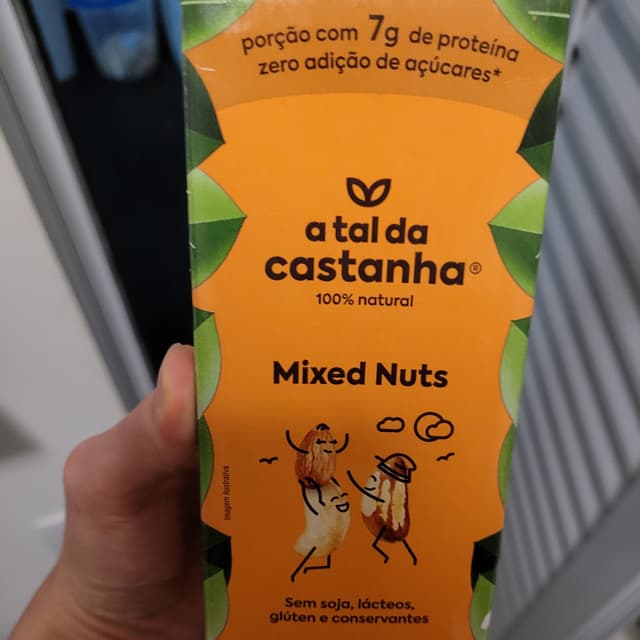 porção com 7g de proteína
zero adição de açúcares*
a tal da
castanha®
100% natural
Mixed Nuts
Imagem ilustrativa
Sem soja, lácteos,
glúten e conservantes